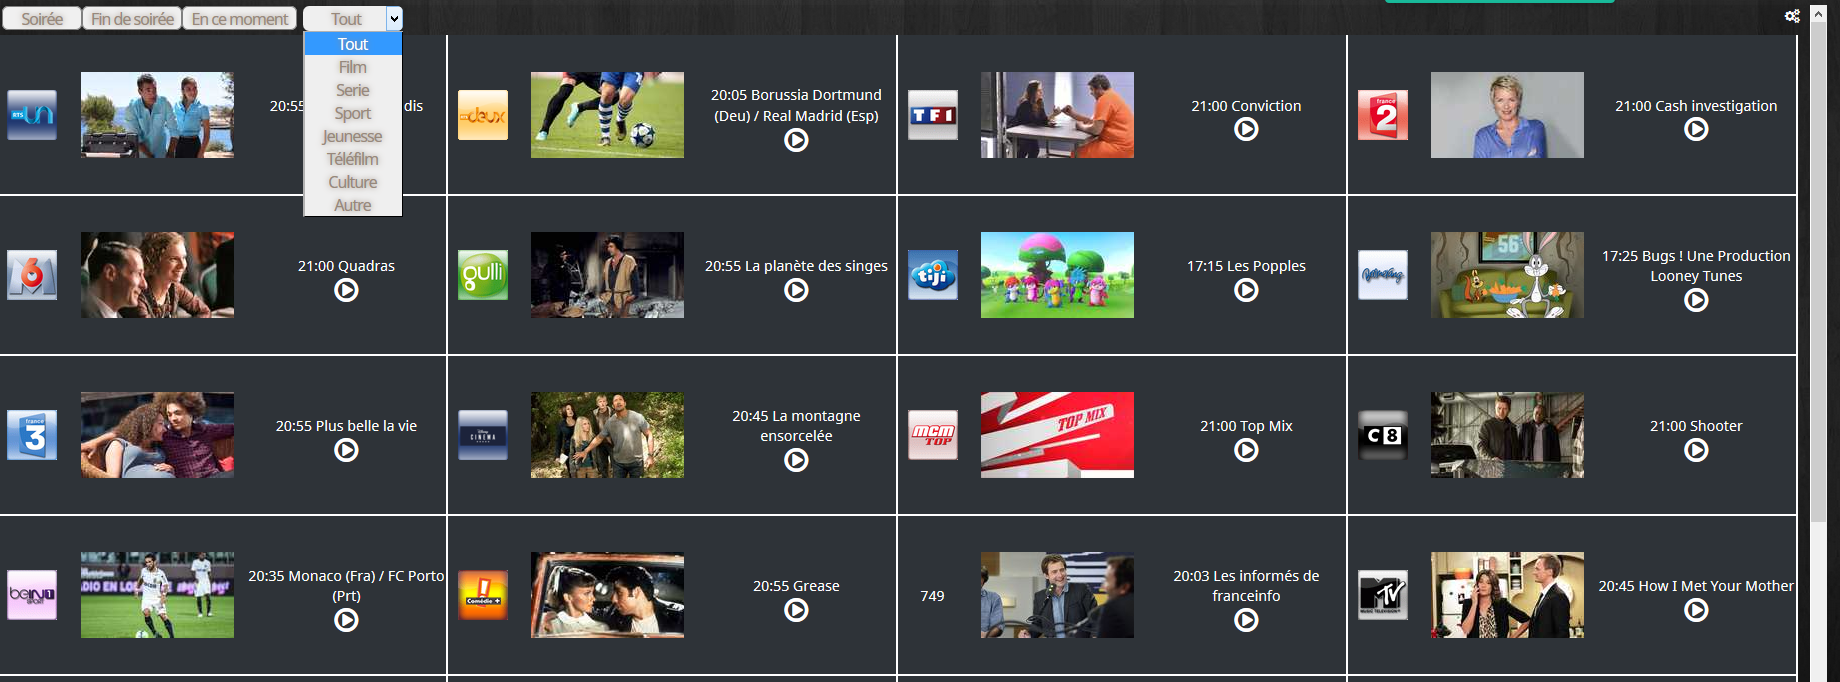 Soirée
Fin de soirée
En ce moment
Tout
Tout
Film
Serie
Sport
Jeunesse
Téléfilm
Culture
Autre
RTS un
20:55
dis
deux
20:05 Borussia Dortmund
(Deu) / Real Madrid (Esp)
TF1
21:00 Conviction
france
2
21:00 Cash investigation
M6
21:00 Quadras
gulli
20:55 La planète des singes
tiji
17:15 Les Popples
56
17:25 Bugs ! Une Production
Looney Tunes
france
3
20:55 Plus belle la vie
CINEMA
20:45 La montagne
ensorcelée
mcm
TOP
TOP MIX
21:00 Top Mix
C8
21:00 Shooter
beIN 1
SPORT
20:35 Monaco (Fra) / FC Porto
(Prt)
Comédie +
20:55 Grease
749
20:03 Les informés de
franceinfo
MTV
MUSIC TELEVISION
20:45 How I Met Your Mother